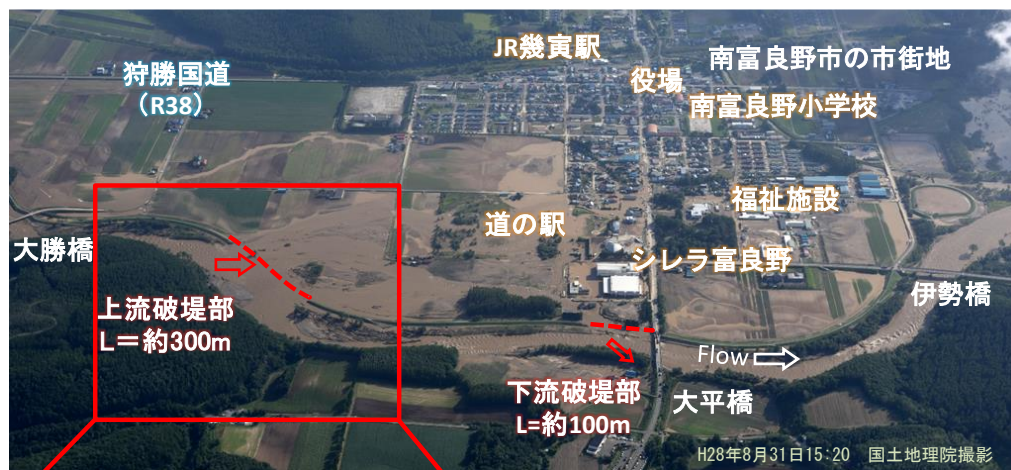 JR幾寅駅
狩勝国道
（R38）
役場
南富良野市の市街地
南富良野小学校
福祉施設
道の駅
大勝橋
シレラ富良野
伊勢橋
上流破堤部
L＝約300m
Flow
下流破堤部
L=約100m
大平橋
H28年8月31日15:20　国土地理院撮影